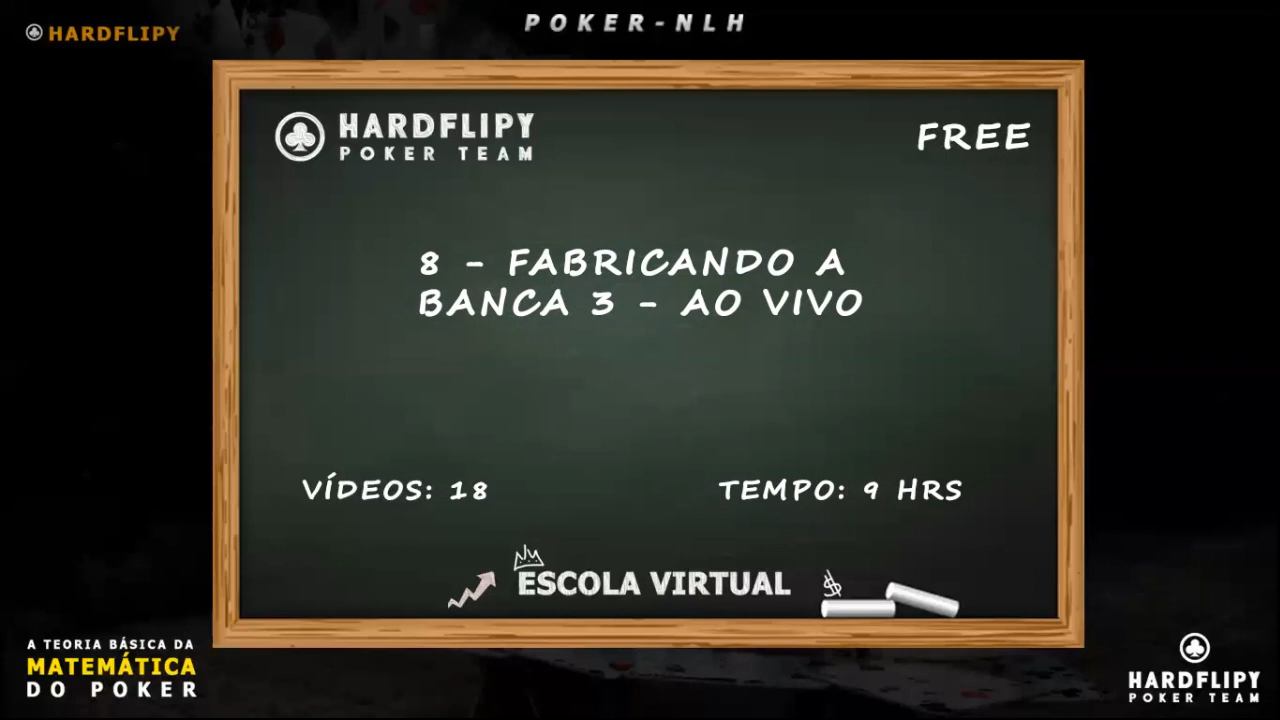 HARDFLIPY
POKER-NLH
HARDFLIPY
POKER TEAM
FREE
8 - FABRICANDO A
BANCA 3 - AO VIVO
VÍDEOS: 18
TEMPO: 9 HRS
ESCOLA VIRTUAL
A TEORIA BÁSICA DA
MATEMÁTICA
DO POKER
HARDFLIPY
POKER TEAM